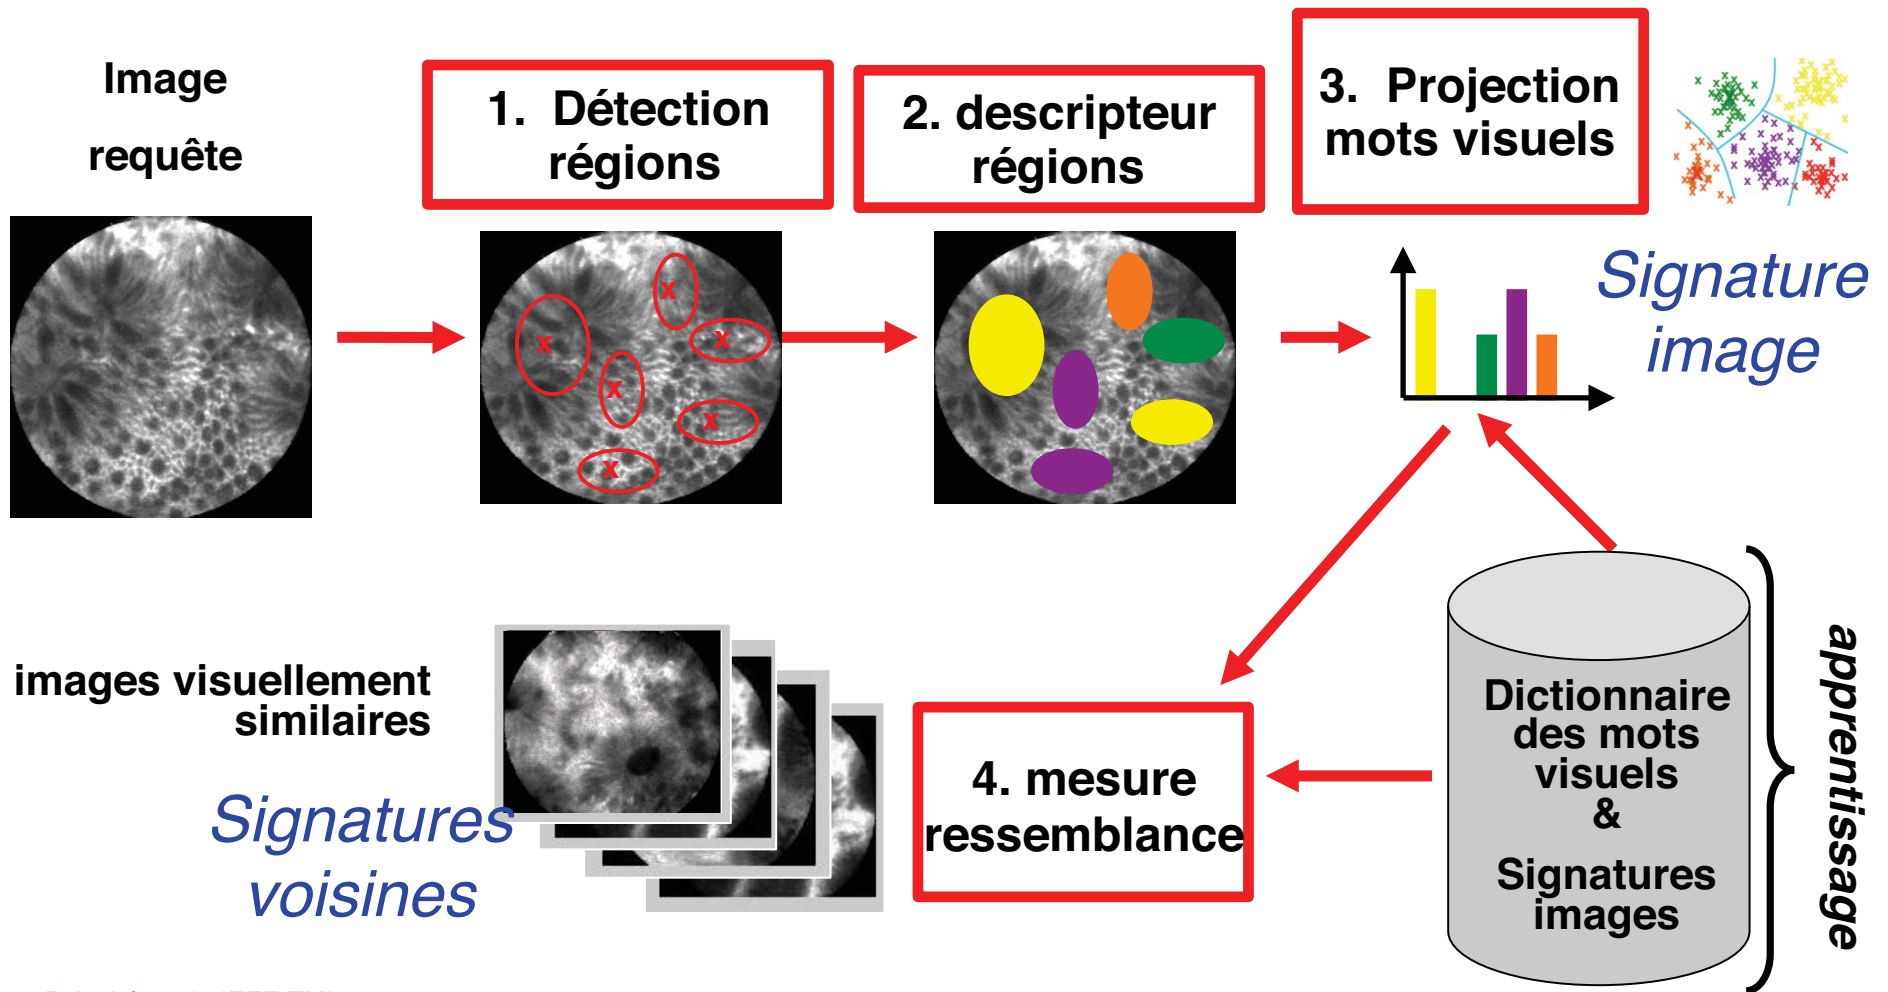 Image
requête
1. Détection
régions
2. descripteur
régions
3. Projection
mots visuels
Signature
image
images visuellement
similaires
Signatures
voisines
4. mesure
ressemblance
Dictionnaire
des mots
visuels
&
Signatures
images
apprentissage